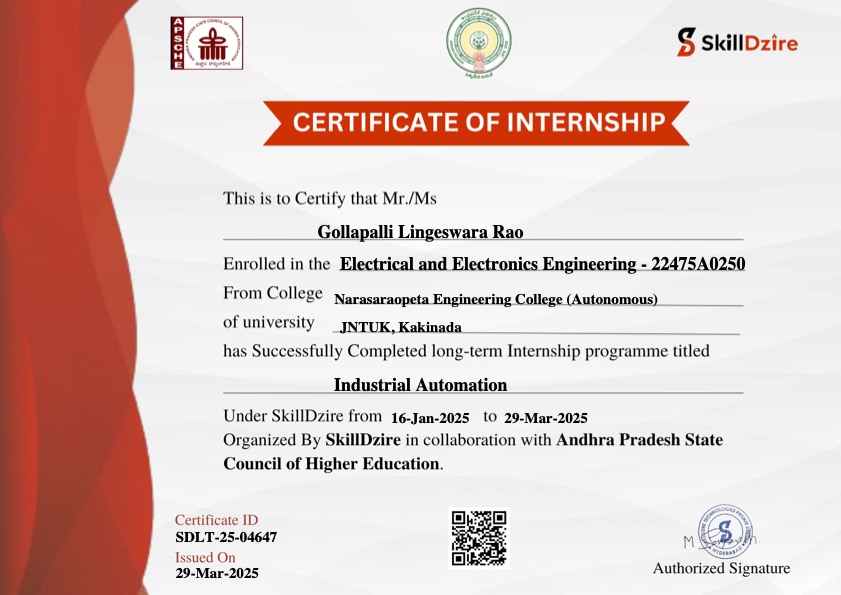 APSCHE
SkillDzire
CERTIFICATE OF INTERNSHIP
This is to Certify that Mr./Ms
Gollapalli Lingeswara Rao
Enrolled in the Electrical and Electronics Engineering - 22475A0250
From College Narasaraopeta Engineering College (Autonomous)
of university JNTUK, Kakinada
has Successfully Completed long-term Internship programme titled
Industrial Automation
Under SkillDzire from 16-Jan-2025 to 29-Mar-2025
Organized By SkillDzire in collaboration with Andhra Pradesh State
Council of Higher Education.
Certificate ID
SDLT-25-04647
Issued On
29-Mar-2025
HYDERABAD
Authorized Signature